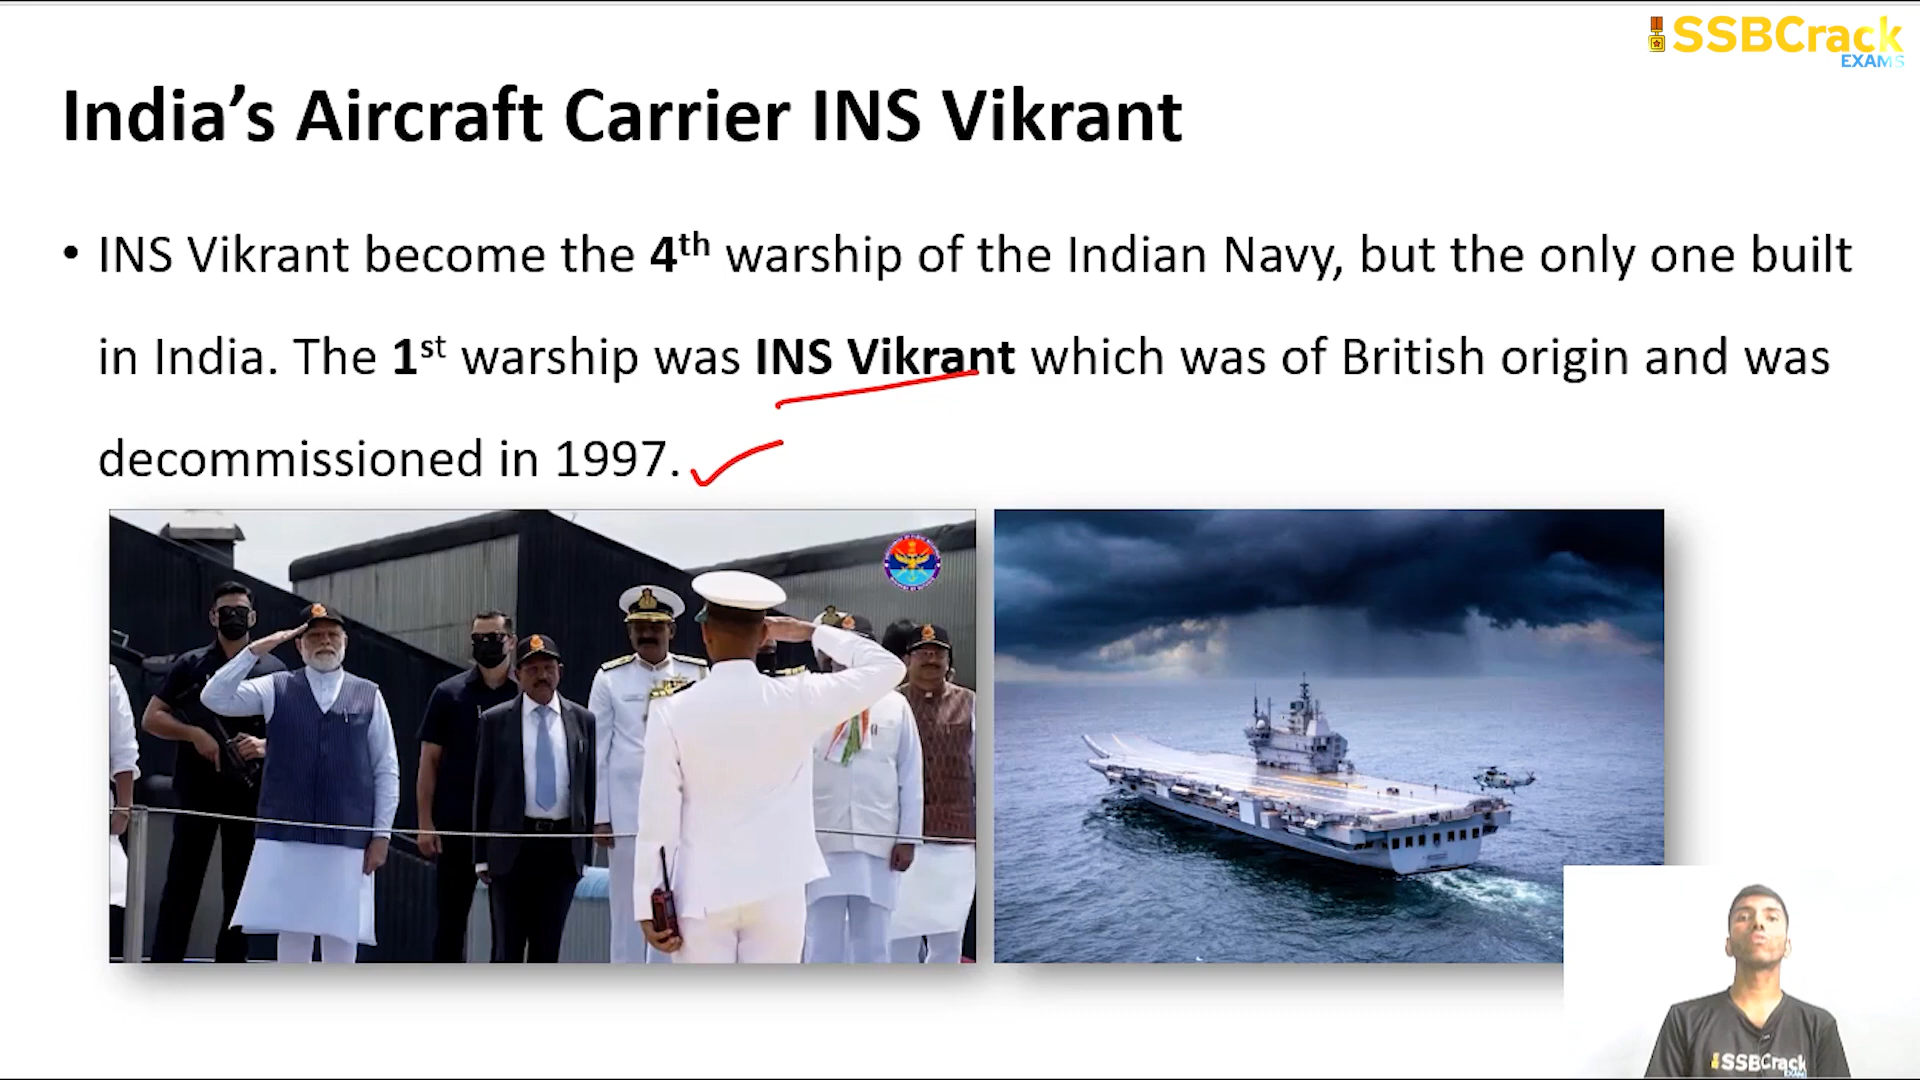 SSBCrack
EXAMS
India’s Aircraft Carrier INS Vikrant
• INS Vikrant become the 4th warship of the Indian Navy, but the only one built
in India. The 1st warship was INS Vikrant which was of British origin and was
decommissioned in 1997.
SSBCrack
EXAMS